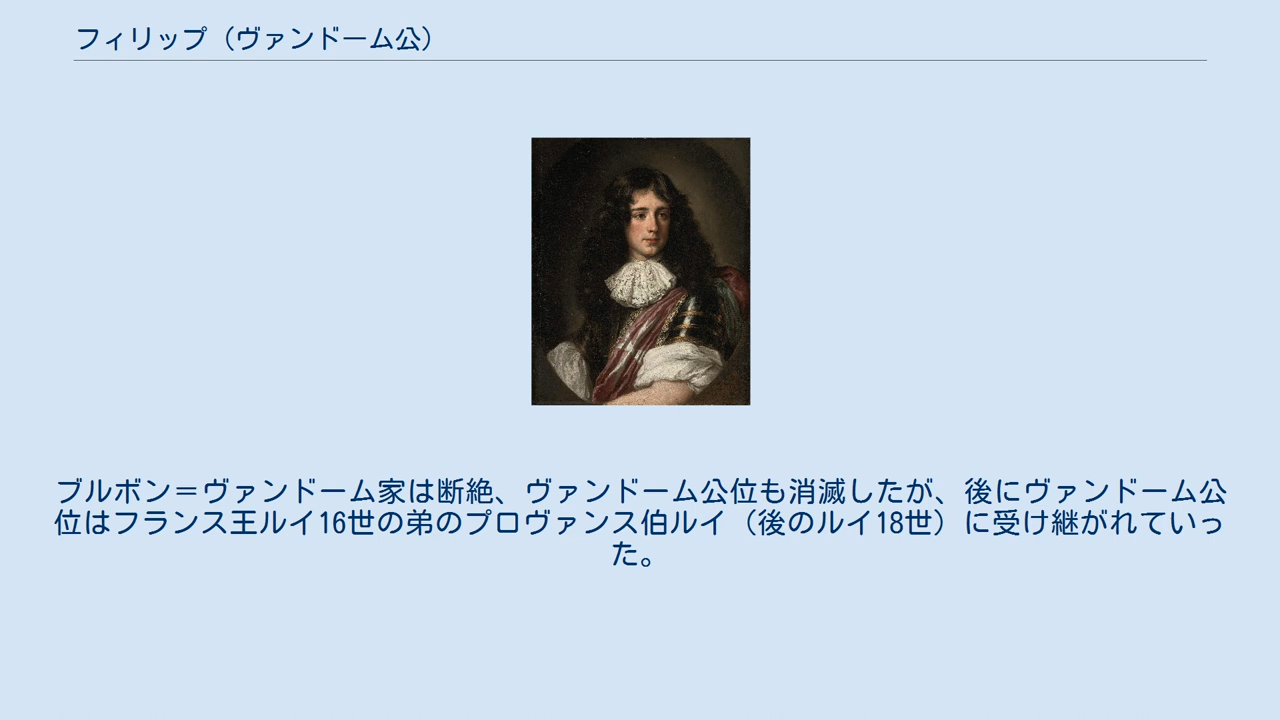 フィリップ（ヴァンドーム公）
ブルボン＝ヴァンドーム家は断絶、ヴァンドーム公位も消滅したが、後にヴァンドーム公
位はフランス王ルイ16世の弟のプロヴァンス伯ルイ（後のルイ18世）に受け継がれていっ
た。